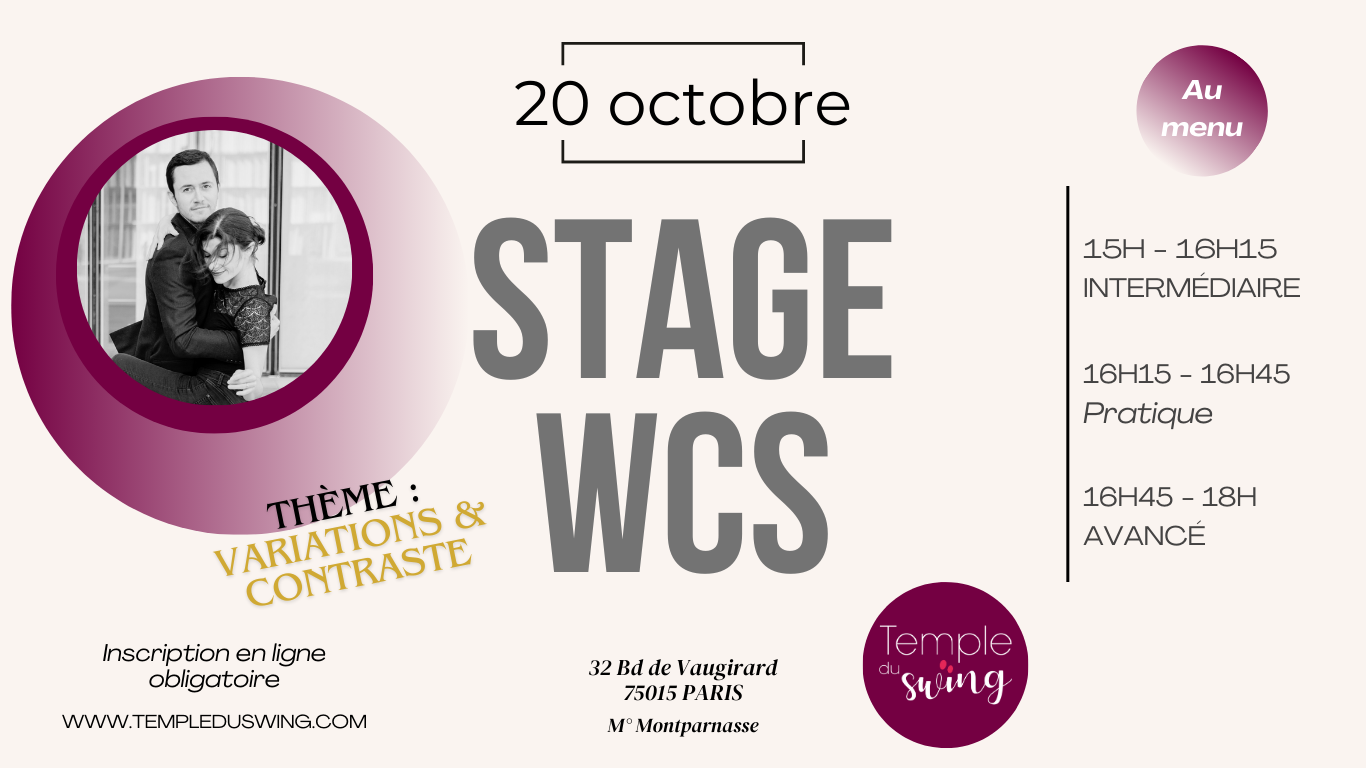 20 octobre
Au
menu
STAGE
WCS
15H - 16H15
INTERMÉDIAIRE
16H15 - 16H45
Pratique
16H45 - 18H
AVANCÉ
THÈME :
VARIATIONS &
CONTRASTE
Inscription en ligne
obligatoire
WWW.TEMPLEDUSWING.COM
32 Bd de Vaugirard
75015 PARIS
M° Montparnasse
Temple
du swing